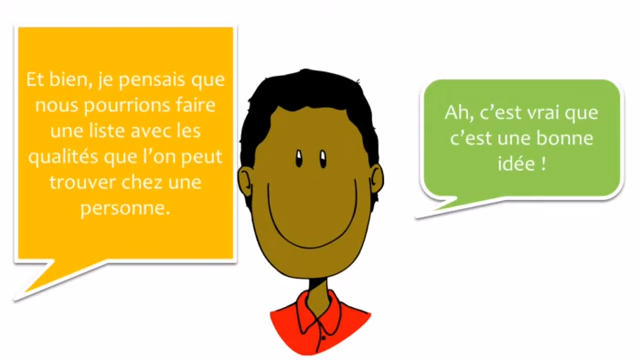 Et bien, je pensais que
nous pourrions faire
une liste avec les
qualités que l'on peut
trouver chez une
personne.
Ah, c'est vrai que
c'est une bonne
idée !